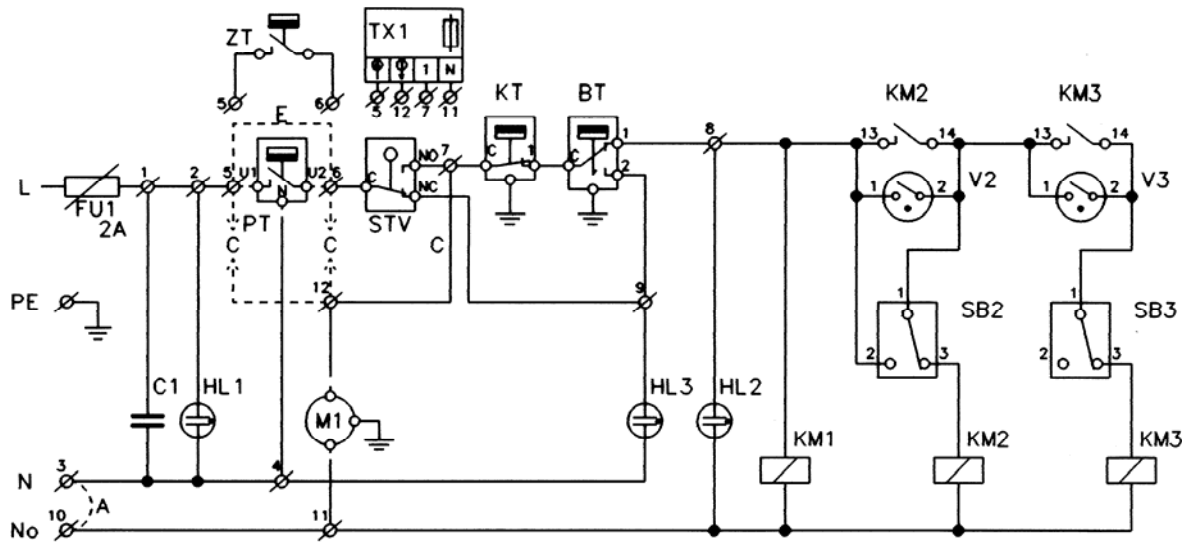 ZT
TX1
1 N
5 12 7 11
5 6
E
KT BT
KM2 KM3
C 1 C 1 2
8
13 14 13 14
L
FU1
2A
1 2 5 U1 N U2 6
PT
C NO NC
STV
7
1 2 V2
1 2 V3
C C C
12 9
PE
1 2 3 SB2
1 2 3 SB3
C1 HL1
M1
HL3 HL2
KM1 KM2 KM3
N 3 4
A
No 10 11